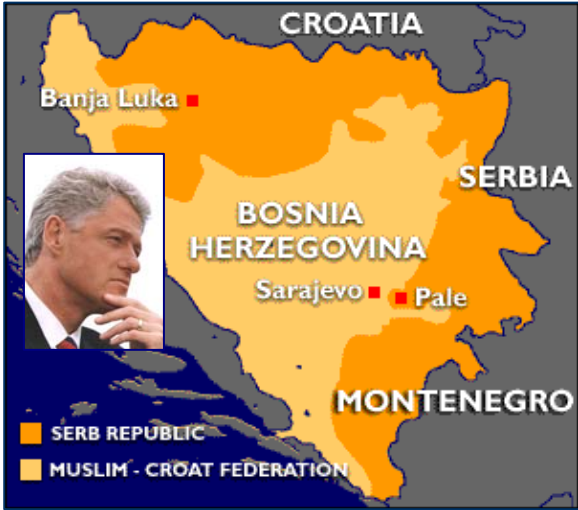 CROATIA
Banja Luka
SERBIA
BOSNIA
HERZEGOVINA
Sarajevo
Pale
MONTENEGRO
SERB REPUBLIC
MUSLIM - CROAT FEDERATION